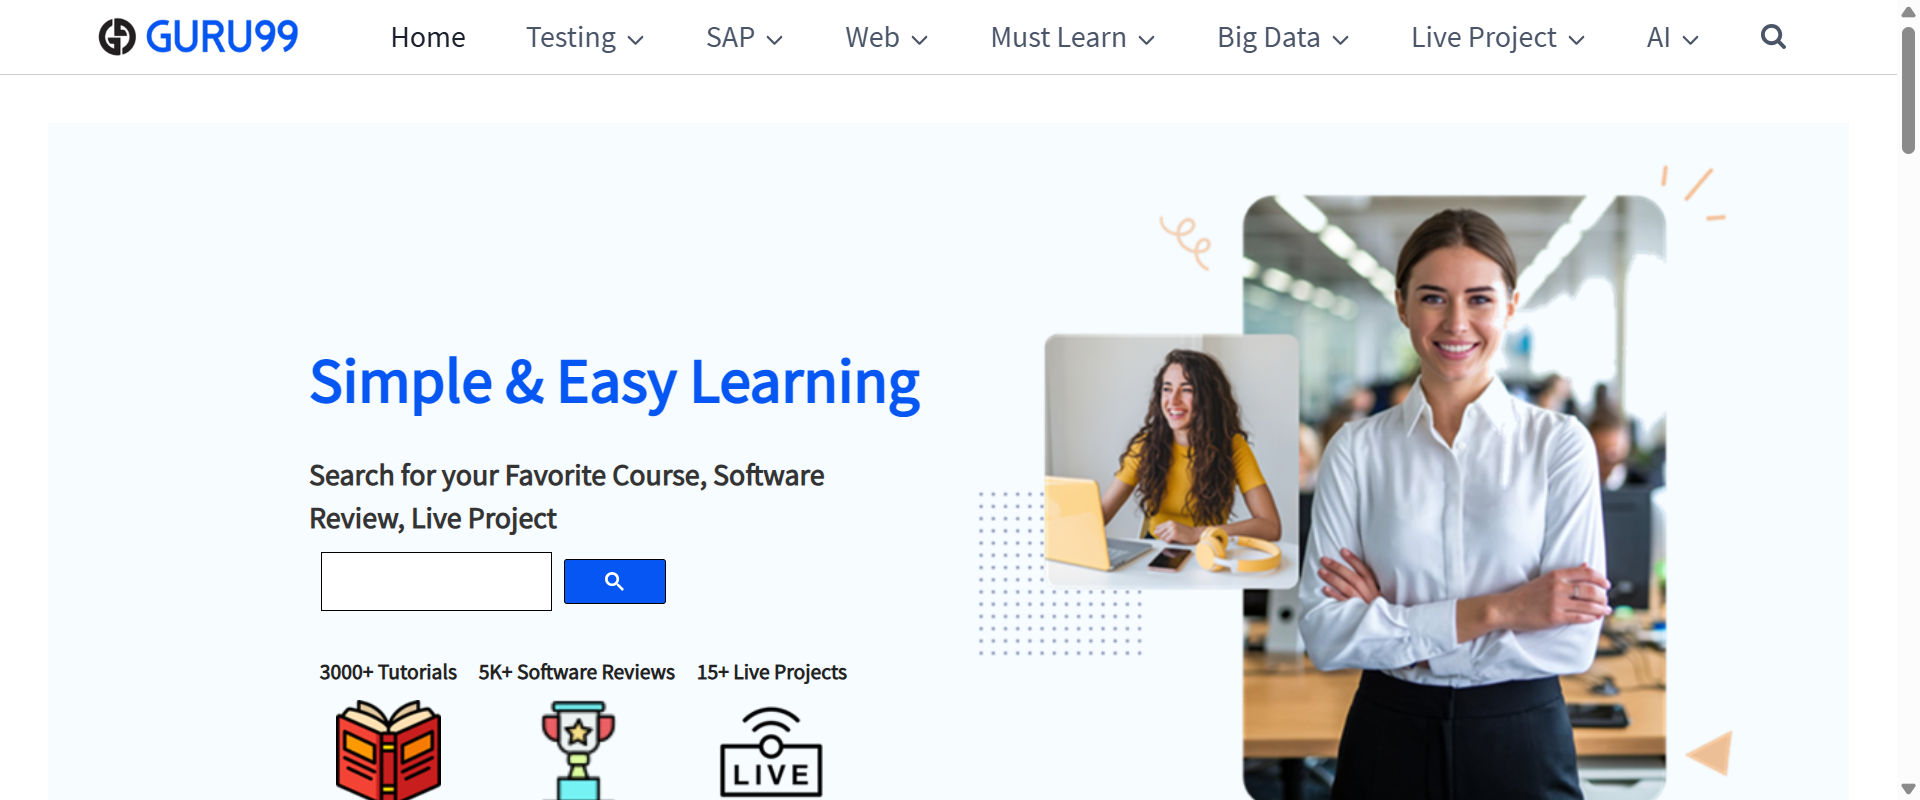 GURU99
Home Testing SAP Web Must Learn Big Data Live Project AI
Simple & Easy Learning
Search for your Favorite Course, Software
Review, Live Project
3000+ Tutorials 5K+ Software Reviews 15+ Live Projects
LIVE